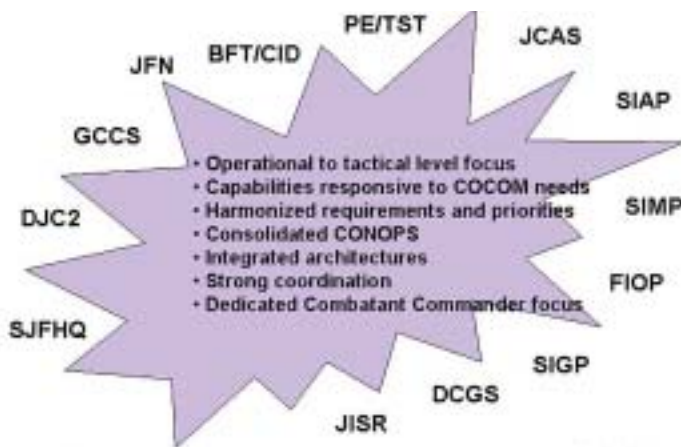 PE/TST
JCAS
BFT/CID
JFN
SIAP
GCCS
• Operational to tactical level focus
• Capabilities responsive to COCOM needs
• Harmonized requirements and priorities
• Consolidated CONOPS
• Integrated architectures
• Strong coordination
• Dedicated Combatant Commander focus
DJC2
SIMP
FIOP
SJFHQ
SIGP
DCGS
JISR